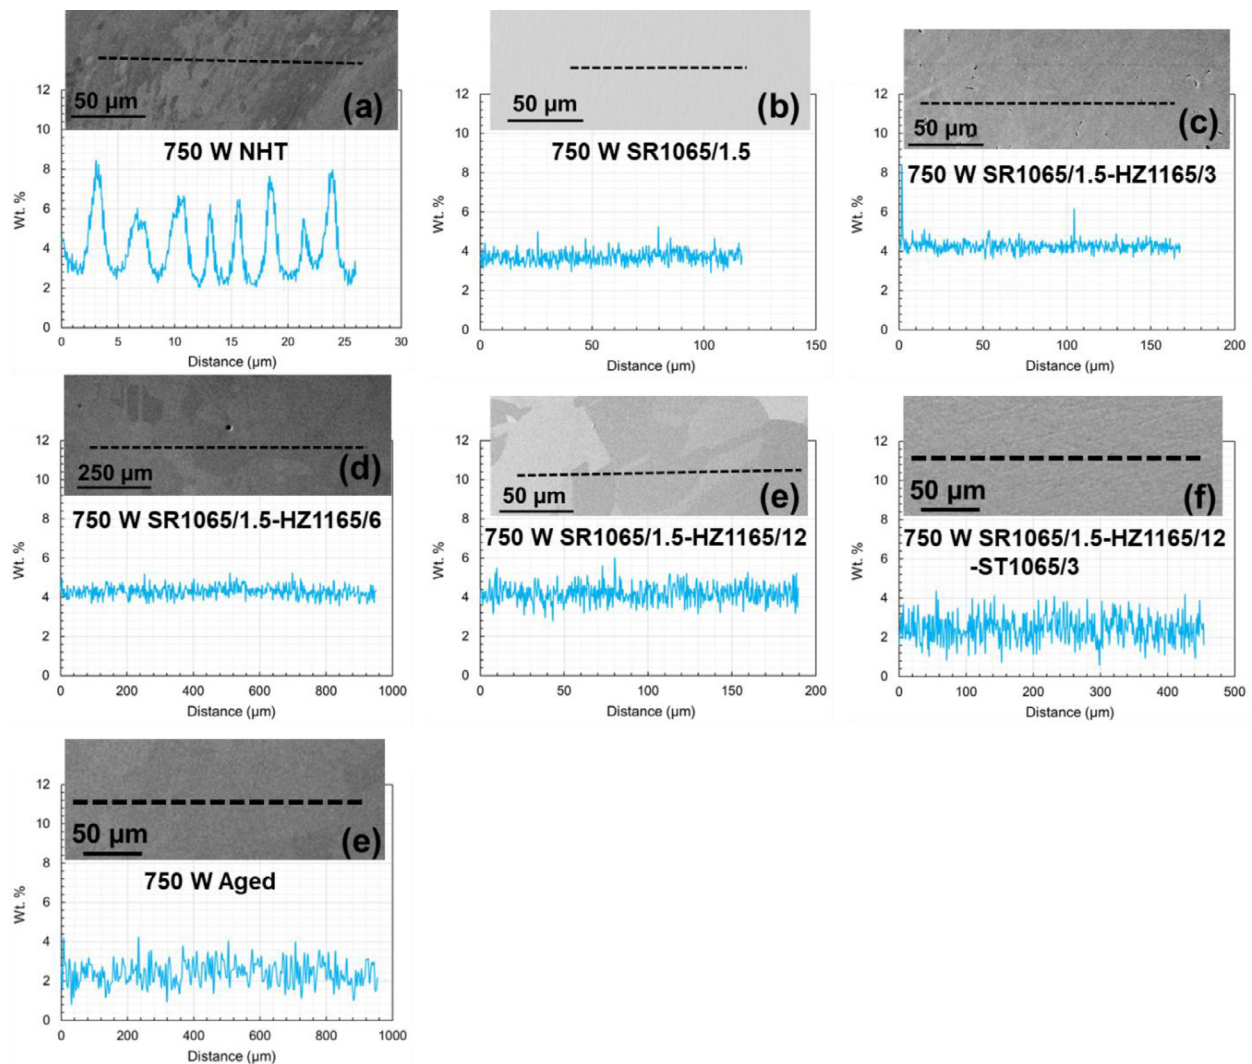 50 µm
(a)
750 W NHT
12
10
8
6
4
2
0
Wt. %
0 5 10 15 20 25 30
Distance (µm)
50 µm
(b)
750 W SR1065/1.5
12
10
8
6
4
2
0
Wt. %
0 50 100 150
Distance (µm)
50 µm
(c)
750 W SR1065/1.5-HZ1165/3
12
10
8
6
4
2
0
Wt. %
0 50 100 150 200
Distance (µm)
250 µm
(d)
750 W SR1065/1.5-HZ1165/6
12
10
8
6
4
2
0
Wt. %
0 200 400 600 800 1000
Distance (µm)
50 µm
(e)
750 W SR1065/1.5-HZ1165/12
12
10
8
6
4
2
0
Wt. %
0 50 100 150 200
Distance (µm)
50 µm
(f)
750 W SR1065/1.5-HZ1165/12
-ST1065/3
12
10
8
6
4
2
0
Wt. %
0 100 200 300 400 500
Distance (µm)
50 µm
(e)
750 W Aged
12
10
8
6
4
2
0
Wt. %
0 200 400 600 800 1000
Distance (µm)